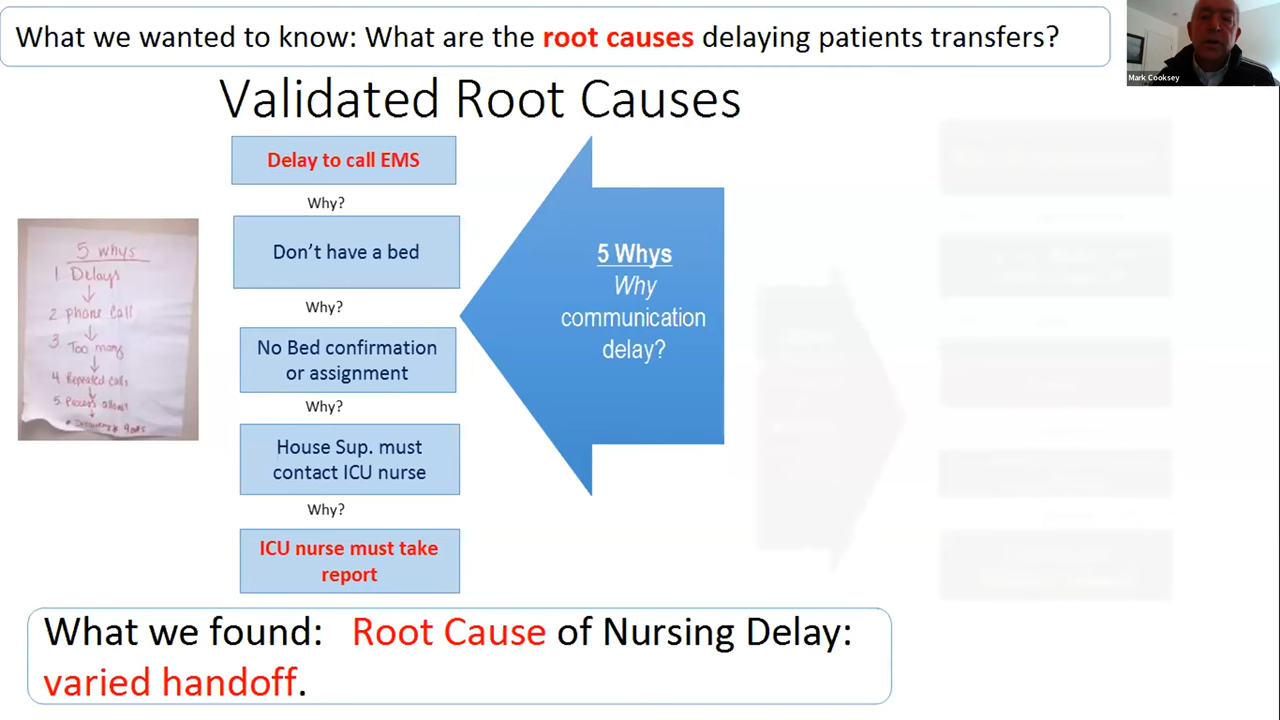 What we wanted to know: What are the root causes delaying patients transfers?
Mark Cooksey
Validated Root Causes
Delay to call EMS
Why?
Don’t have a bed
Why?
No Bed confirmation
or assignment
Why?
House Sup. must
contact ICU nurse
Why?
ICU nurse must take
report
5 Whys
Why
communication
delay?
5 whys
1 Delays
2 phone call
3. Too many
4 Repeated calls
5. Process allows
What we found: Root Cause of Nursing Delay:
varied handoff.